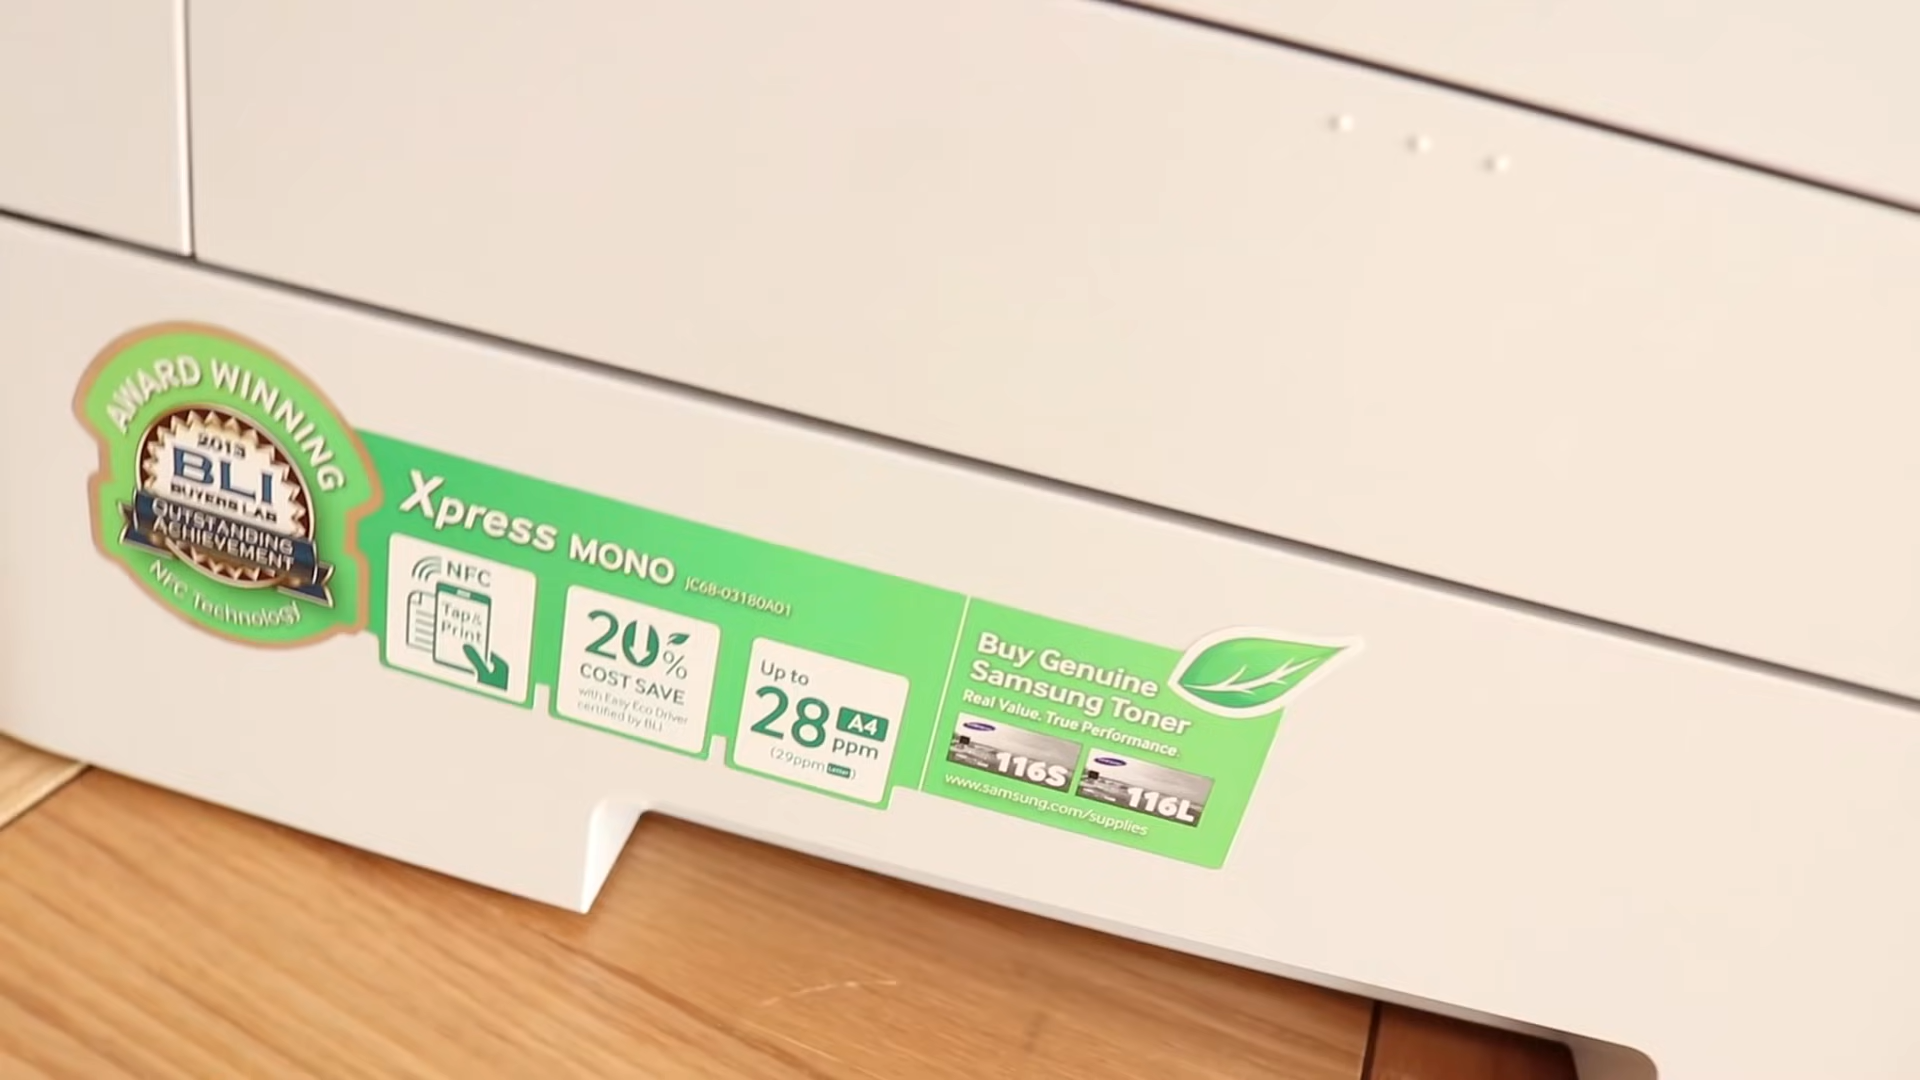 AWARD WINNING
2013
BLI
BUYERS LAB
OUTSTANDING
ACHIEVEMENT
NFC Technology
Xpress MONO JC68-03180A01
NFC
Tap &
Print
20%
COST SAVE
with Easy Eco Driver
certified by BLI
Up to
28 A4
ppm
(29ppm Letter)
Buy Genuine
Samsung Toner
Real Value. True Performance.
116S
116L
www.samsung.com/supplies